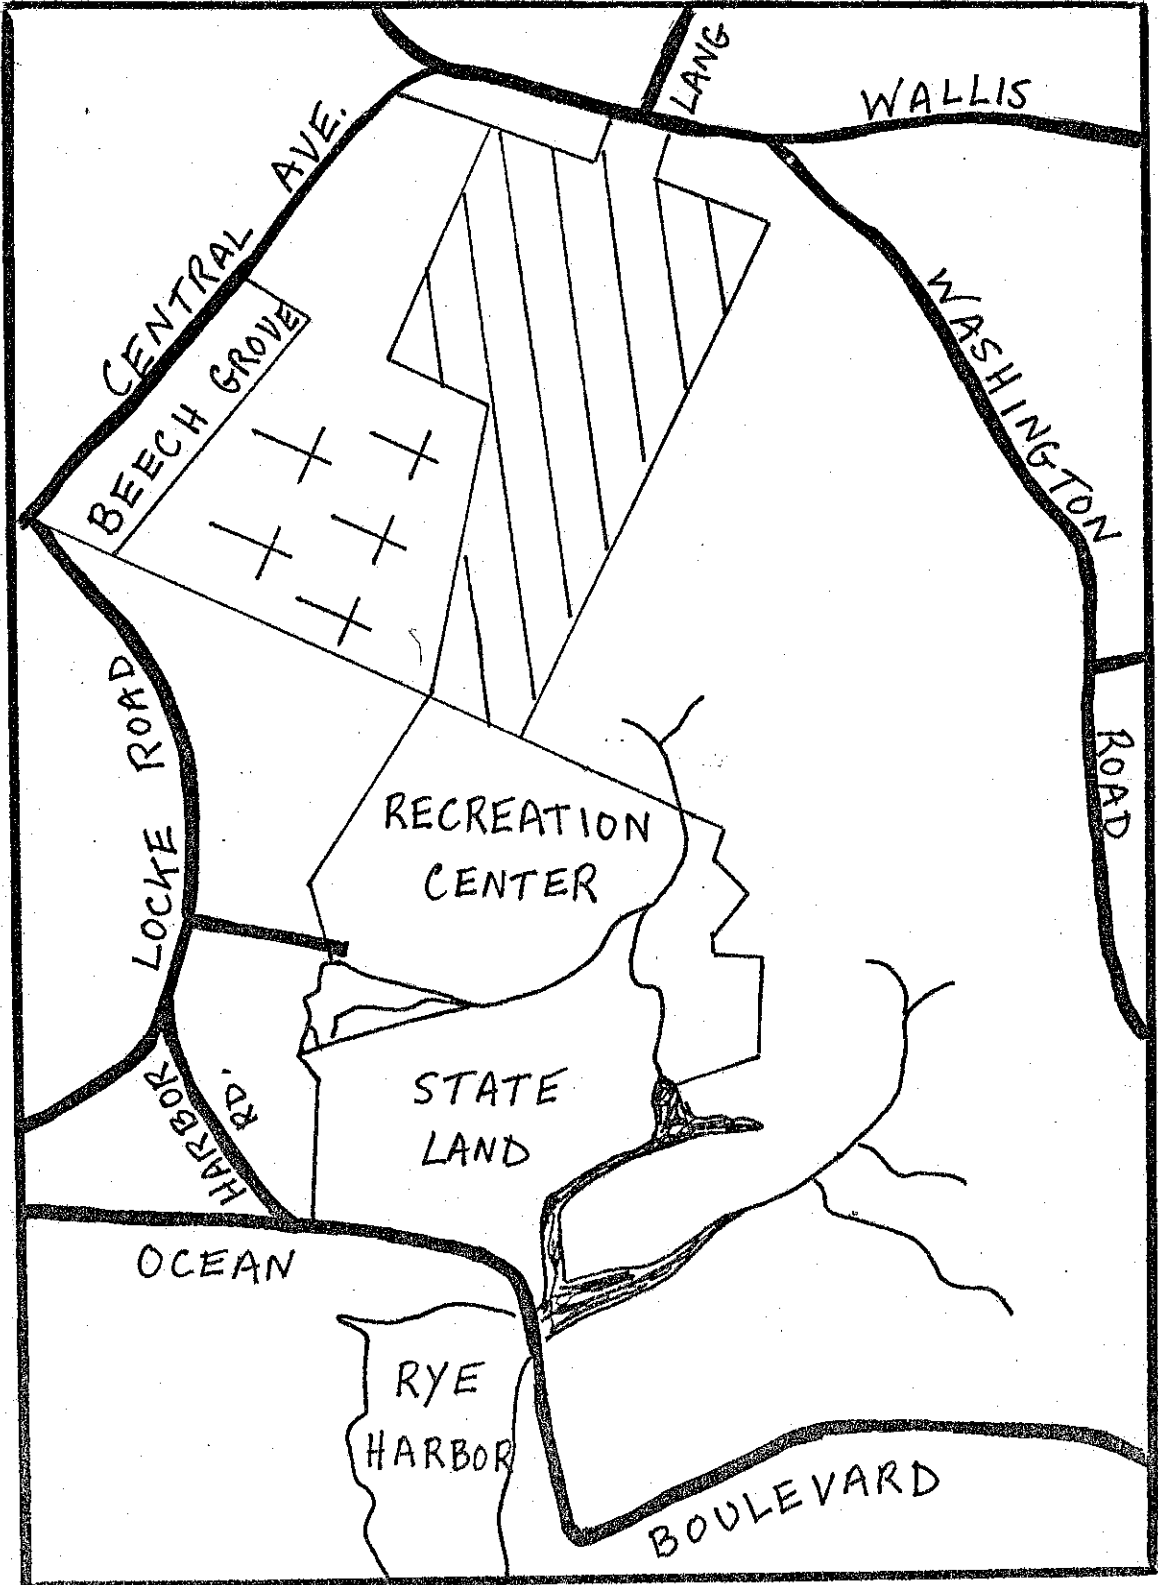 LANG
WALLIS
CENTRAL AVE.
WASHINGTON ROAD
BEECH GROVE
LOCKE ROAD
RECREATION
CENTER
STATE
LAND
HARBOR RD.
OCEAN
RYE
HARBOR
BOULEVARD